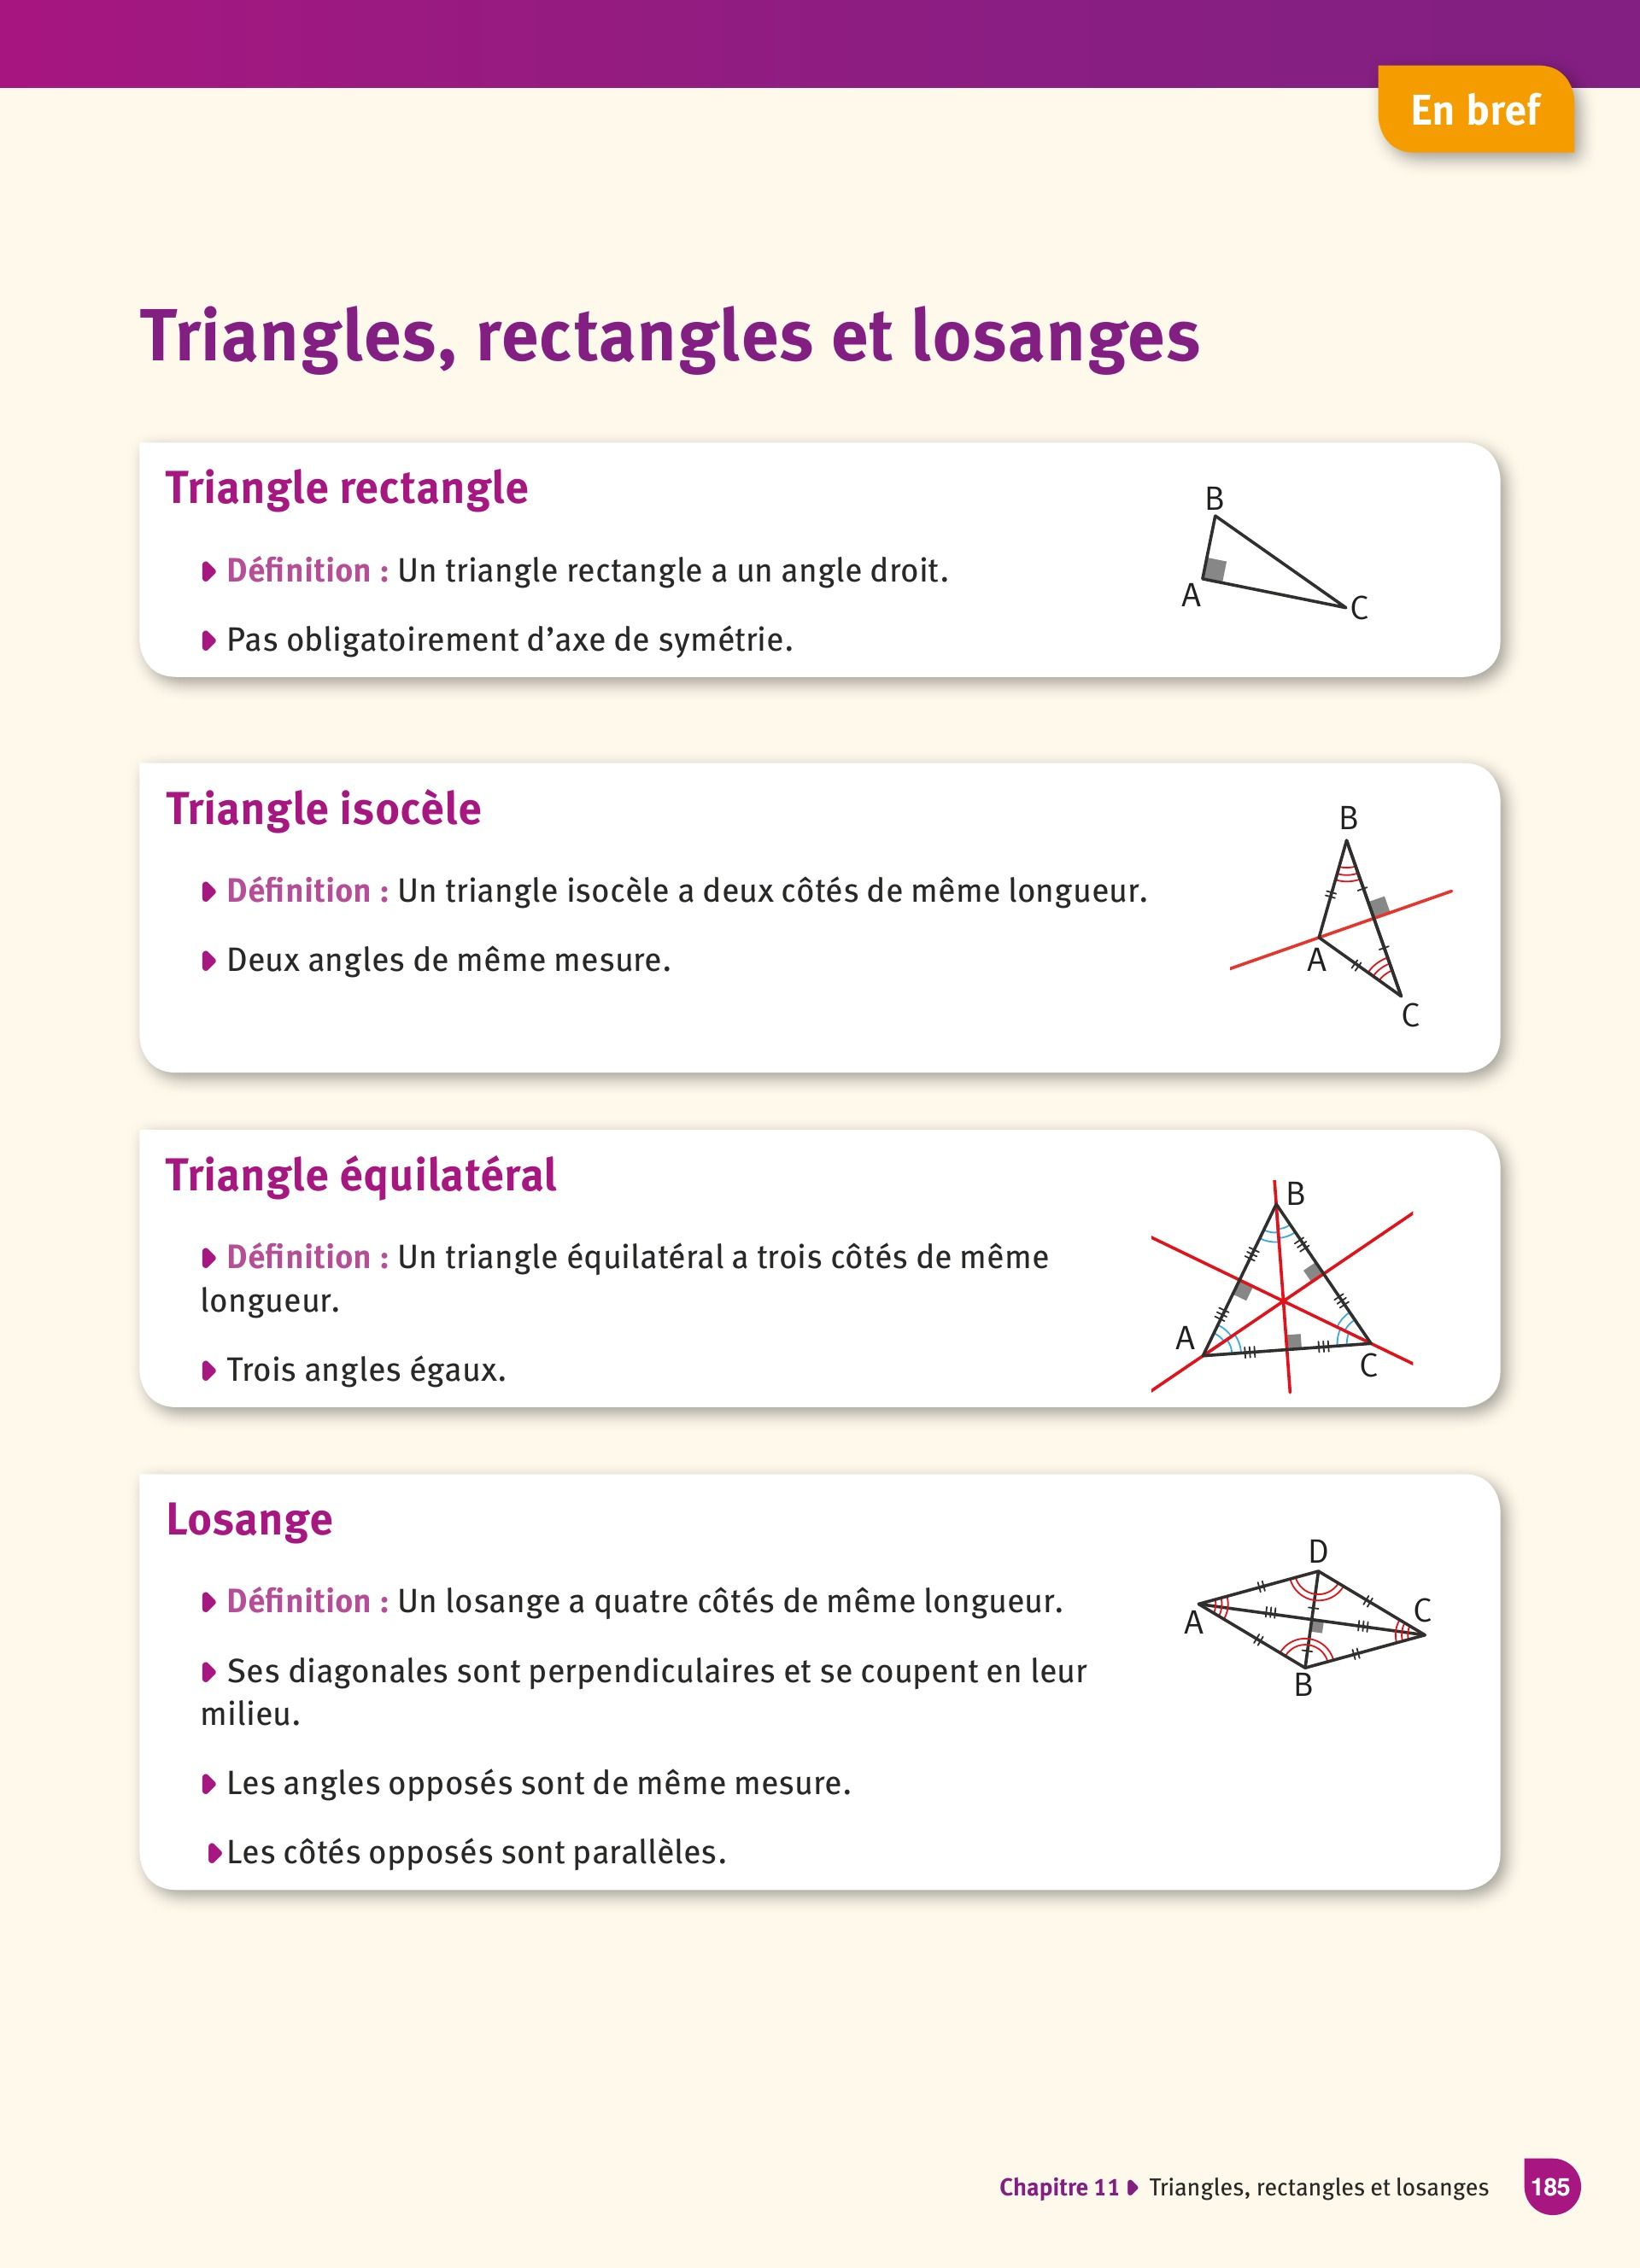 En bref
Triangles, rectangles et losanges
Triangle rectangle
Définition : Un triangle rectangle a un angle droit.
Pas obligatoirement d’axe de symétrie.
B
A
C
Triangle isocèle
Définition : Un triangle isocèle a deux côtés de même longueur.
Deux angles de même mesure.
B
A
C
Triangle équilatéral
Définition : Un triangle équilatéral a trois côtés de même
longueur.
Trois angles égaux.
B
A
C
Losange
Définition : Un losange a quatre côtés de même longueur.
Ses diagonales sont perpendiculaires et se coupent en leur
milieu.
Les angles opposés sont de même mesure.
Les côtés opposés sont parallèles.
D
A
C
B
Chapitre 11 Triangles, rectangles et losanges 185